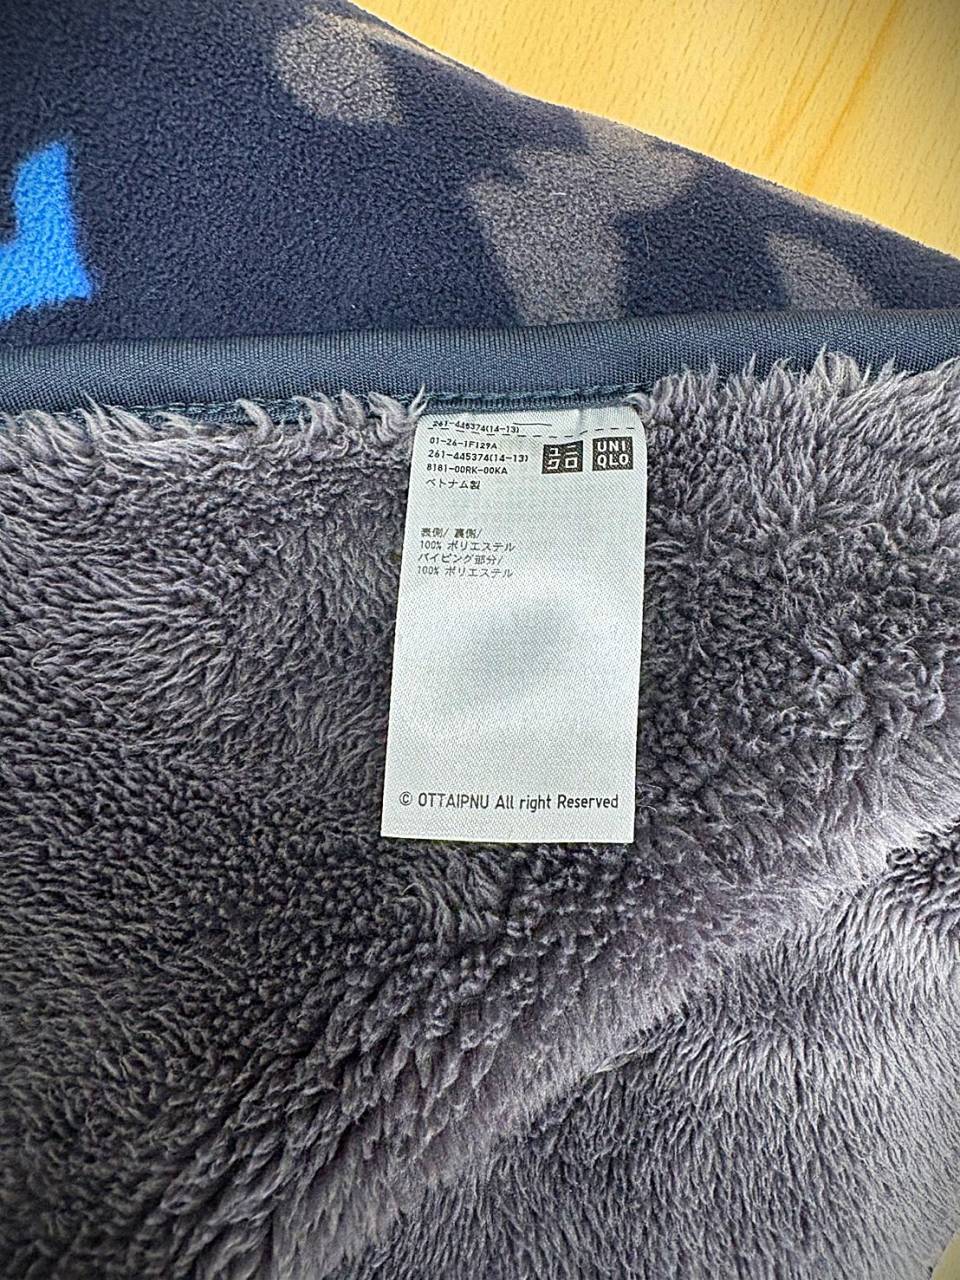 261-445374(14-13)
01-26-1F129A
261-445374(14-13)
8181-00RK-00KA
ユニクロ
UNIQLO
ベトナム製
表側/ 裏側/
100% ポリエステル
パイピング部分/
100% ポリエステル
© OTTAIPNU All right Reserved